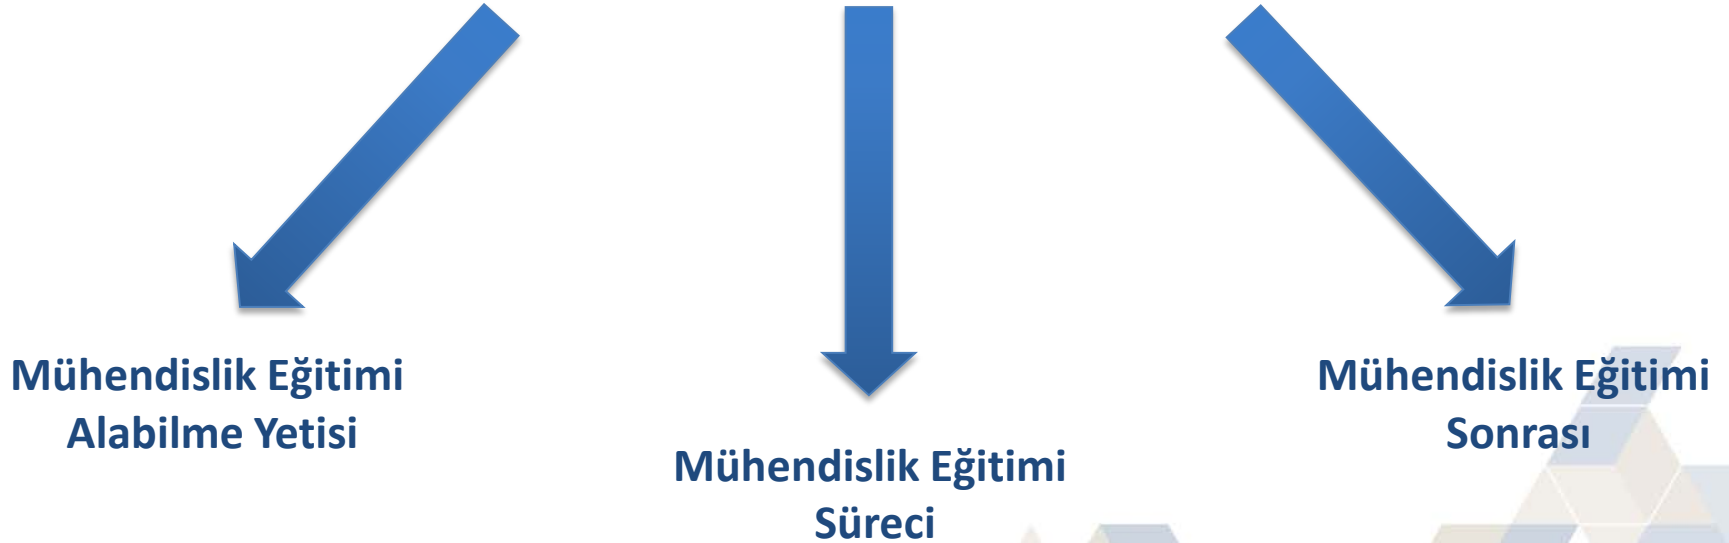 Mühendislik Eğitimi
Alabilme Yetisi
Mühendislik Eğitimi
Süreci
Mühendislik Eğitimi
Sonrası